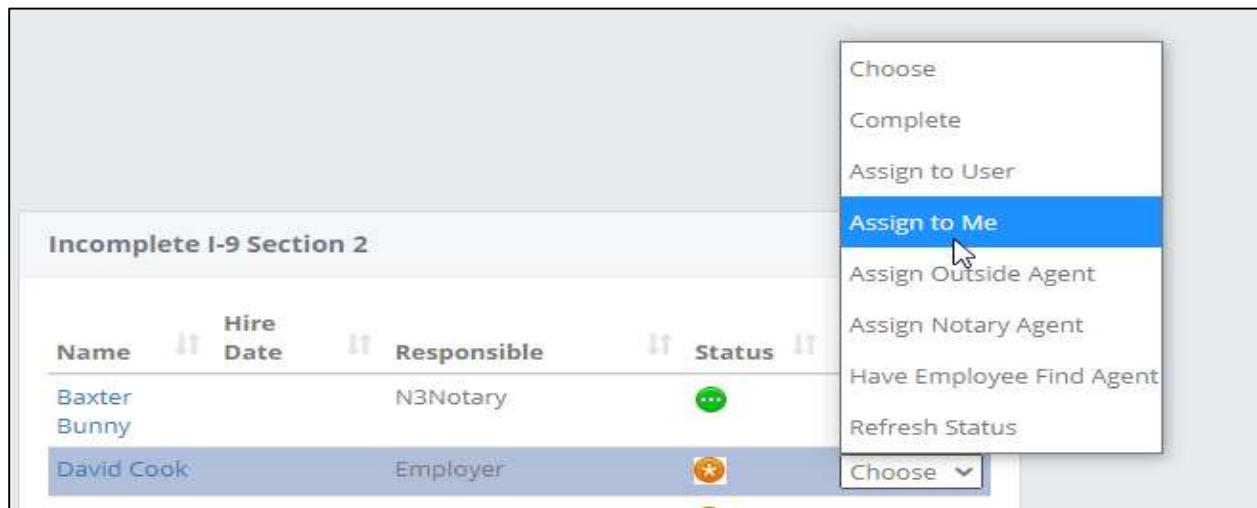 Choose
Complete
Assign to User
Assign to Me
Assign Outside Agent
Assign Notary Agent
Have Employee Find Agent
Refresh Status
Incomplete I-9 Section 2
Name Hire Date Responsible Status
Baxter Bunny N3Notary
David Cook Employer Choose